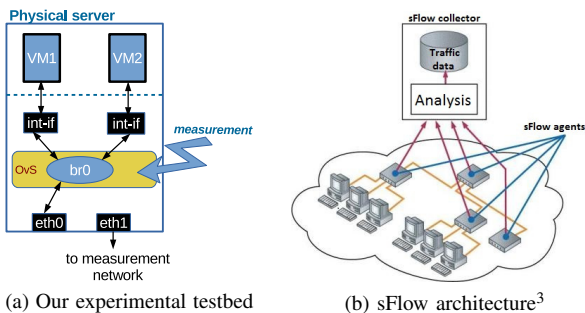 Physical server
VM1
VM2
int-if
int-if
measurement
OvS
br0
eth0
eth1
to measurement
network
(a) Our experimental testbed
sFlow collector
Traffic
data
Analysis
sFlow agents
(b) sFlow architecture³